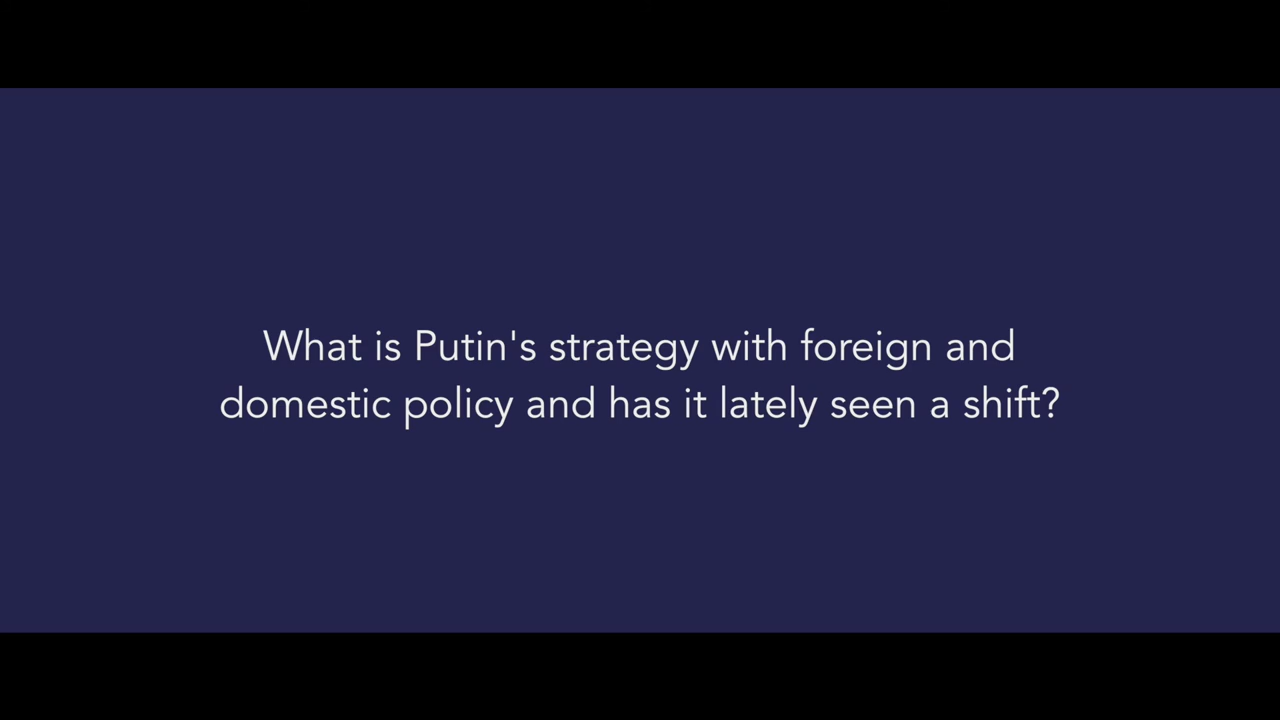 What is Putin's strategy with foreign and
domestic policy and has it lately seen a shift?